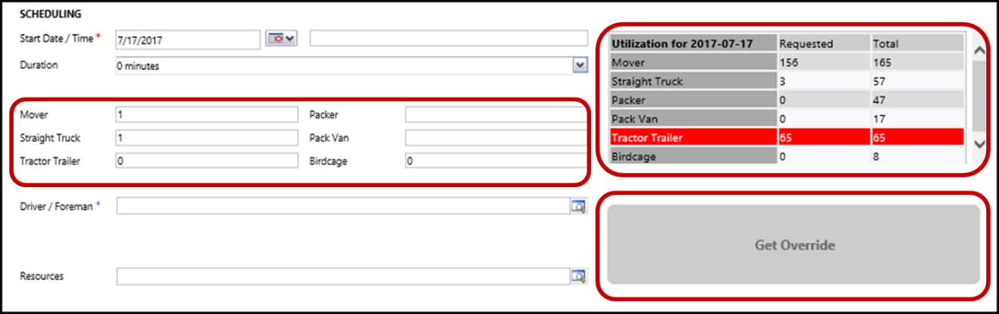 SCHEDULING
Start Date / Time * 7/17/2017
Duration 0 minutes
Mover 1 Packer
Straight Truck 1 Pack Van
Tractor Trailer 0 Birdcage 0
Driver / Foreman +
Resources
Utilization for 2017-07-17 Requested Total
Mover 156 165
Straight Truck 3 57
Packer 0 47
Pack Van 0 17
Tractor Trailer 65 65
Birdcage 0 8
Get Override